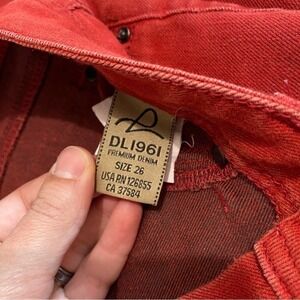 DL1961
PREMIUM DENIM
SIZE 26
USA RN 126855
CA 37584